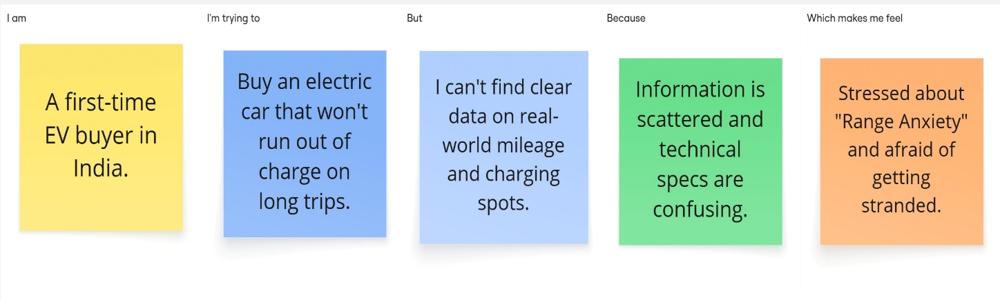 I am
A first-time
EV buyer in
India.
I'm trying to
Buy an electric
car that won't
run out of
charge on
long trips.
But
I can't find clear
data on real-
world mileage
and charging
spots.
Because
Information is
scattered and
technical
specs are
confusing.
Which makes me feel
Stressed about
"Range Anxiety"
and afraid of
getting
stranded.